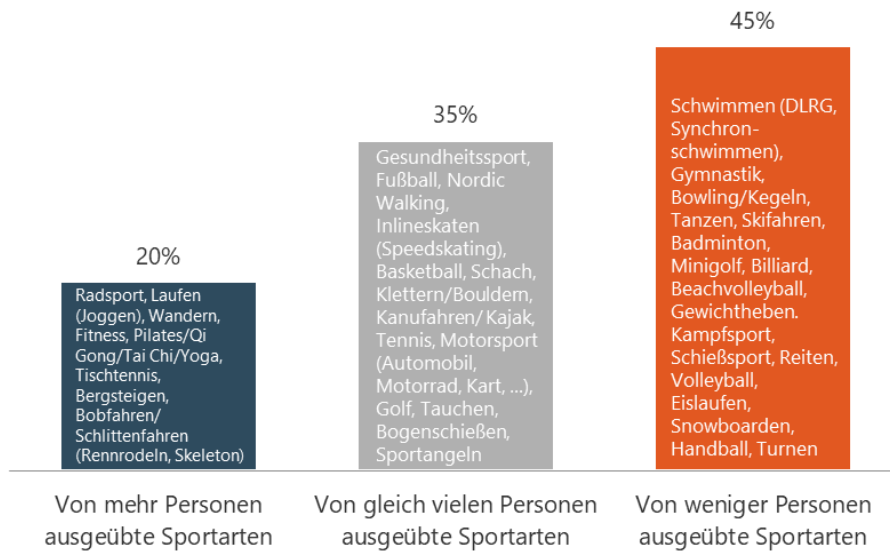 20%
Radsport, Laufen
(Joggen), Wandern,
Fitness, Pilates/Qi
Gong/Tai Chi/Yoga,
Tischtennis,
Bergsteigen,
Bobfahren/
Schlittenfahren
(Rennrodeln, Skeleton)
Von mehr Personen
ausgeübte Sportarten
35%
Gesundheitssport,
Fußball, Nordic
Walking,
Inlineskaten
(Speedskating),
Basketball, Schach,
Klettern/Bouldern,
Kanufahren/ Kajak,
Tennis, Motorsport
(Automobil,
Motorrad, Kart, ...),
Golf, Tauchen,
Bogenschießen,
Sportangeln
Von gleich vielen Personen
ausgeübte Sportarten
45%
Schwimmen (DLRG,
Synchron-
schwimmen),
Gymnastik,
Bowling/Kegeln,
Tanzen, Skifahren,
Badminton,
Minigolf, Billiard,
Beachvolleyball,
Gewichtheben.
Kampfsport,
Schießsport, Reiten,
Volleyball,
Eislaufen,
Snowboarden,
Handball, Turnen
Von weniger Personen
ausgeübte Sportarten